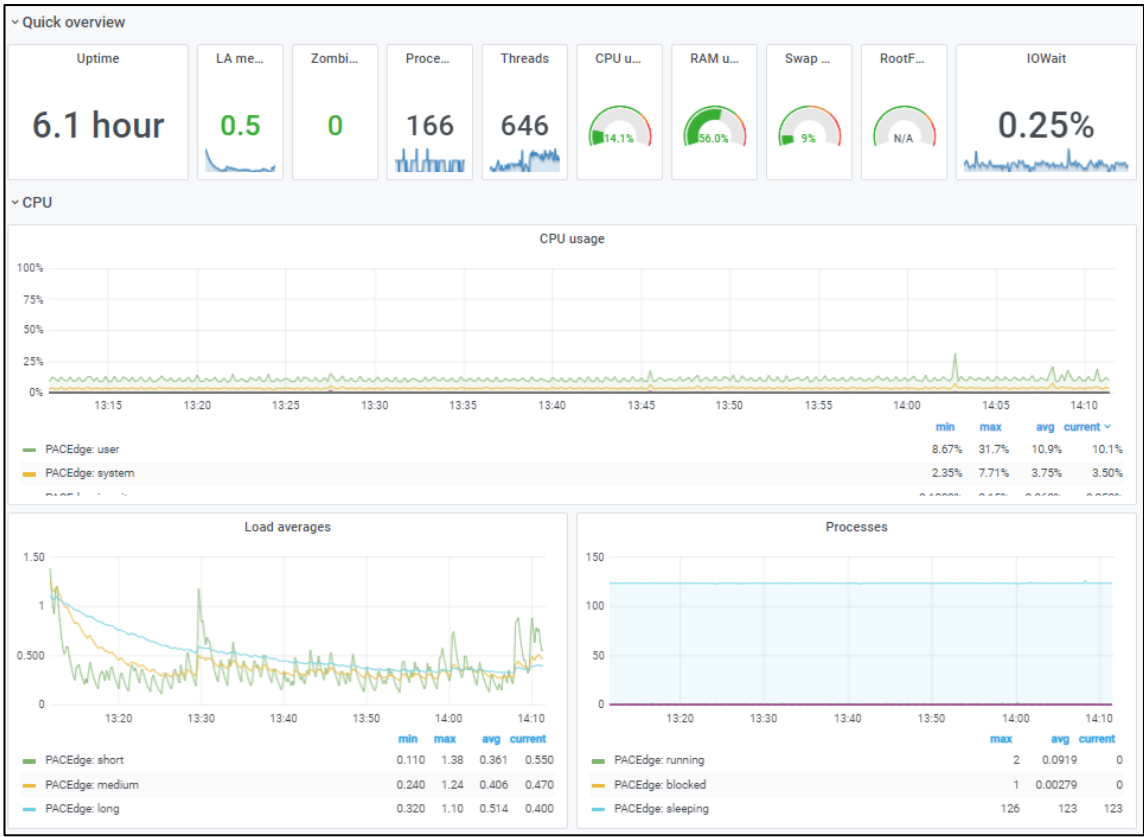 Quick overview
Uptime LA me... Zombi... Proce... Threads CPU u... RAM u... Swap ... RootF... IOWait
6.1 hour 0.5 0 166 646 14.1% 56.0% 9% N/A 0.25%
CPU
CPU usage
100%
75%
50%
25%
0%
13:15 13:20 13:25 13:30 13:35 13:40 13:45 13:50 13:55 14:00 14:05 14:10
min max avg current
PACEdge: user 8.67% 31.7% 10.9% 10.1%
PACEdge: system 2.35% 7.71% 3.75% 3.50%
Load averages
1.50
1
0.500
0
13:20 13:30 13:40 13:50 14:00 14:10
min max avg current
PACEdge: short 0.110 1.38 0.361 0.550
PACEdge: medium 0.240 1.24 0.406 0.470
PACEdge: long 0.320 1.10 0.514 0.400
Processes
150
100
50
0
13:20 13:30 13:40 13:50 14:00 14:10
max avg current
PACEdge: running 2 0.0919 0
PACEdge: blocked 1 0.00279 0
PACEdge: sleeping 126 123 123